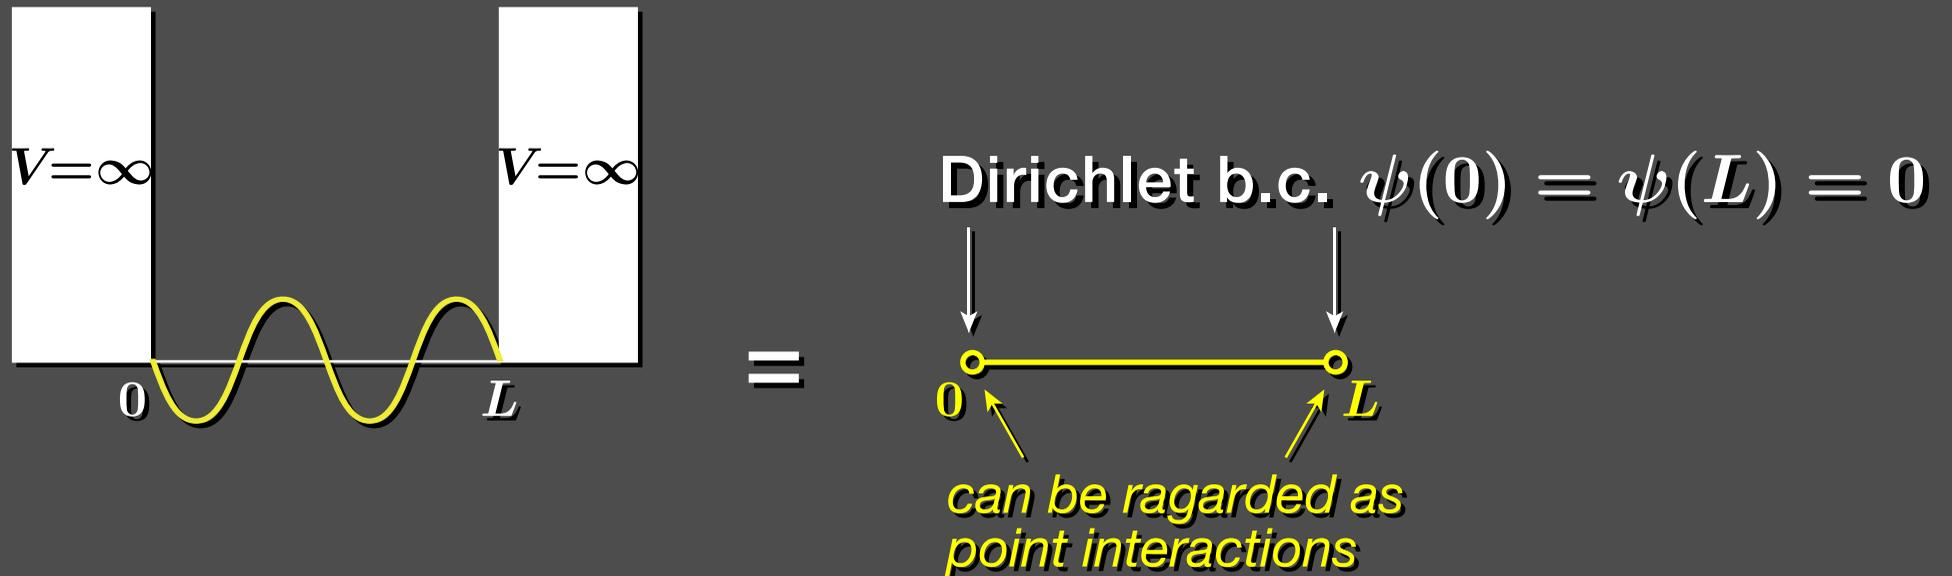 V=∞
V=∞
0
L
=
Dirichlet b.c. ψ(0) = ψ(L) = 0
0
L
can be ragarded as
point interactions